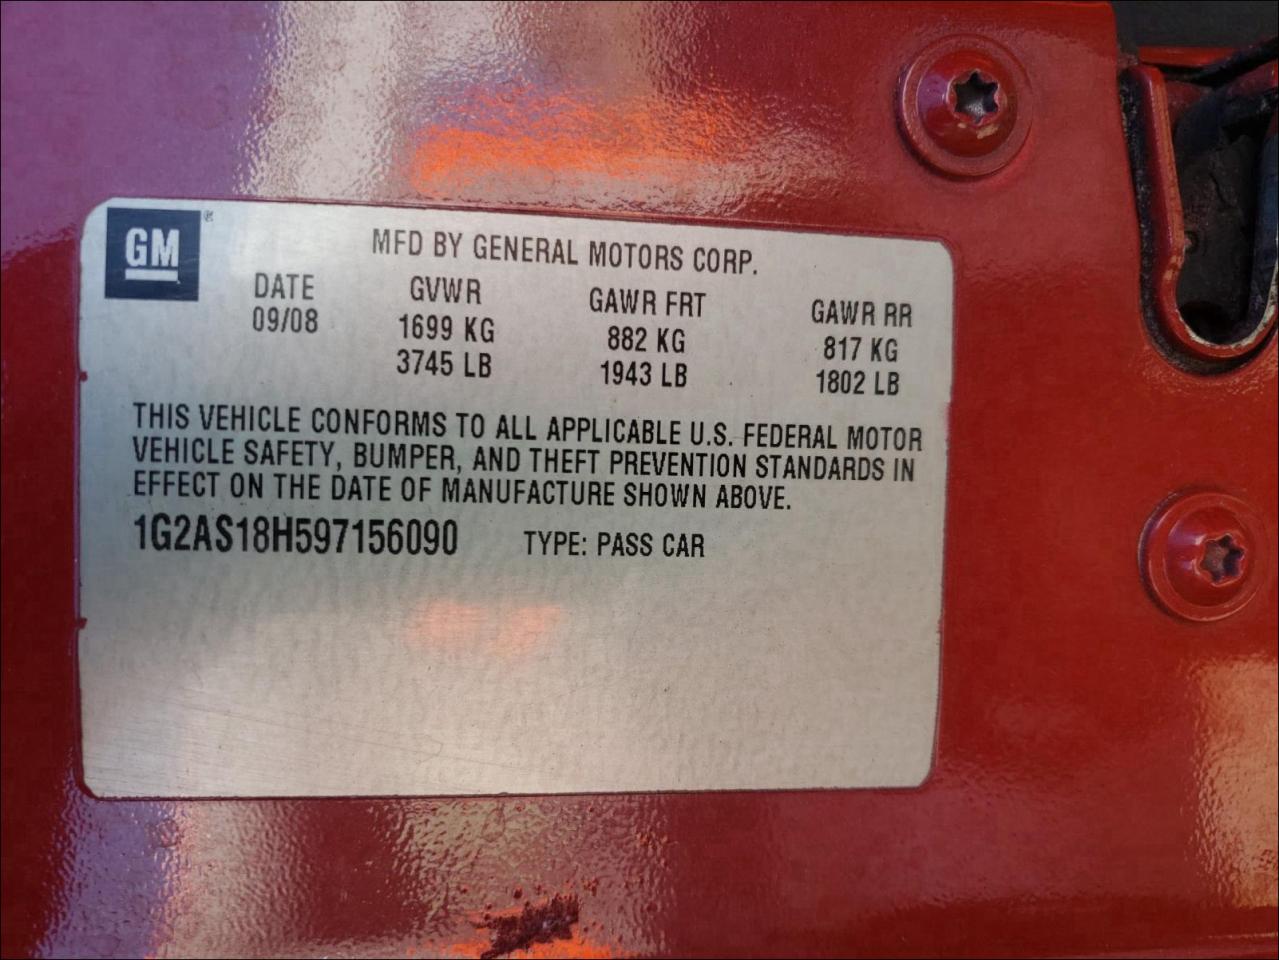 GM ®
MFD BY GENERAL MOTORS CORP.
DATE GVWR GAWR FRT GAWR RR
09/08 1699 KG 882 KG 817 KG
3745 LB 1943 LB 1802 LB
THIS VEHICLE CONFORMS TO ALL APPLICABLE U.S. FEDERAL MOTOR
VEHICLE SAFETY, BUMPER, AND THEFT PREVENTION STANDARDS IN
EFFECT ON THE DATE OF MANUFACTURE SHOWN ABOVE.
1G2AS18H597156090 TYPE: PASS CAR